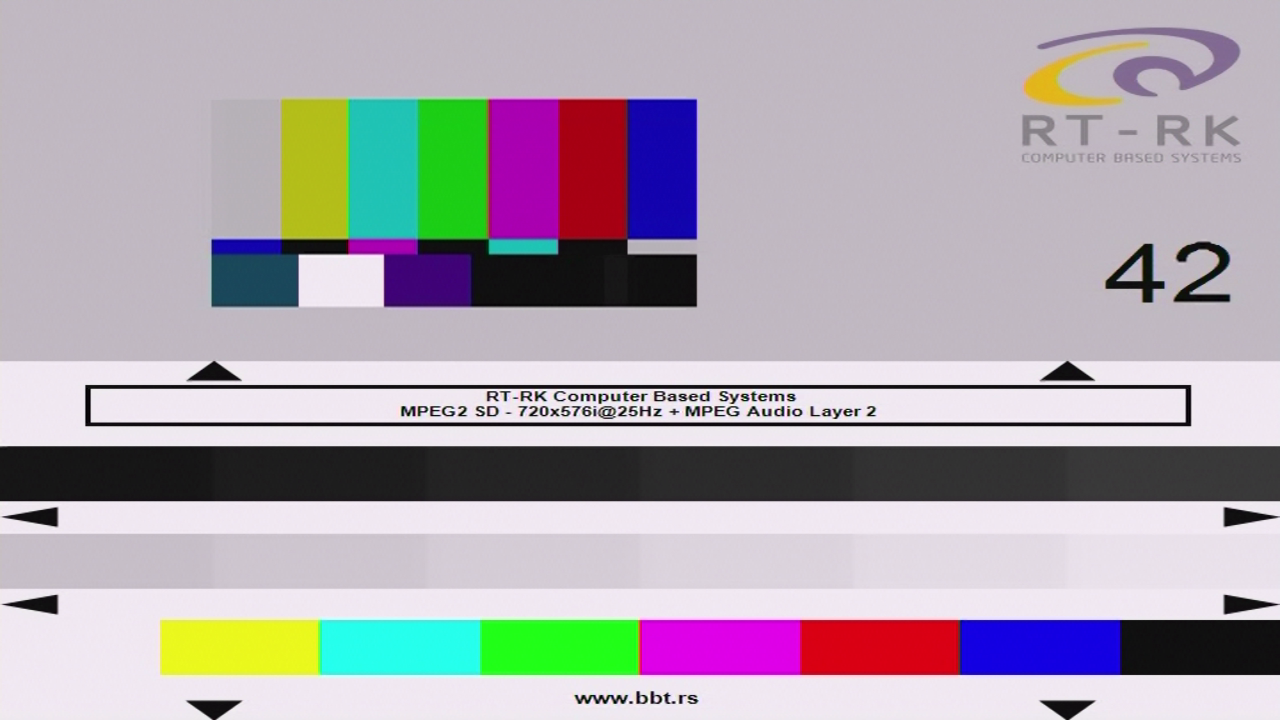 RT-RK
COMPUTER BASED SYSTEMS
42
RT-RK Computer Based Systems
MPEG2 SD - 720x576i@25Hz + MPEG Audio Layer 2
www.bbt.rs